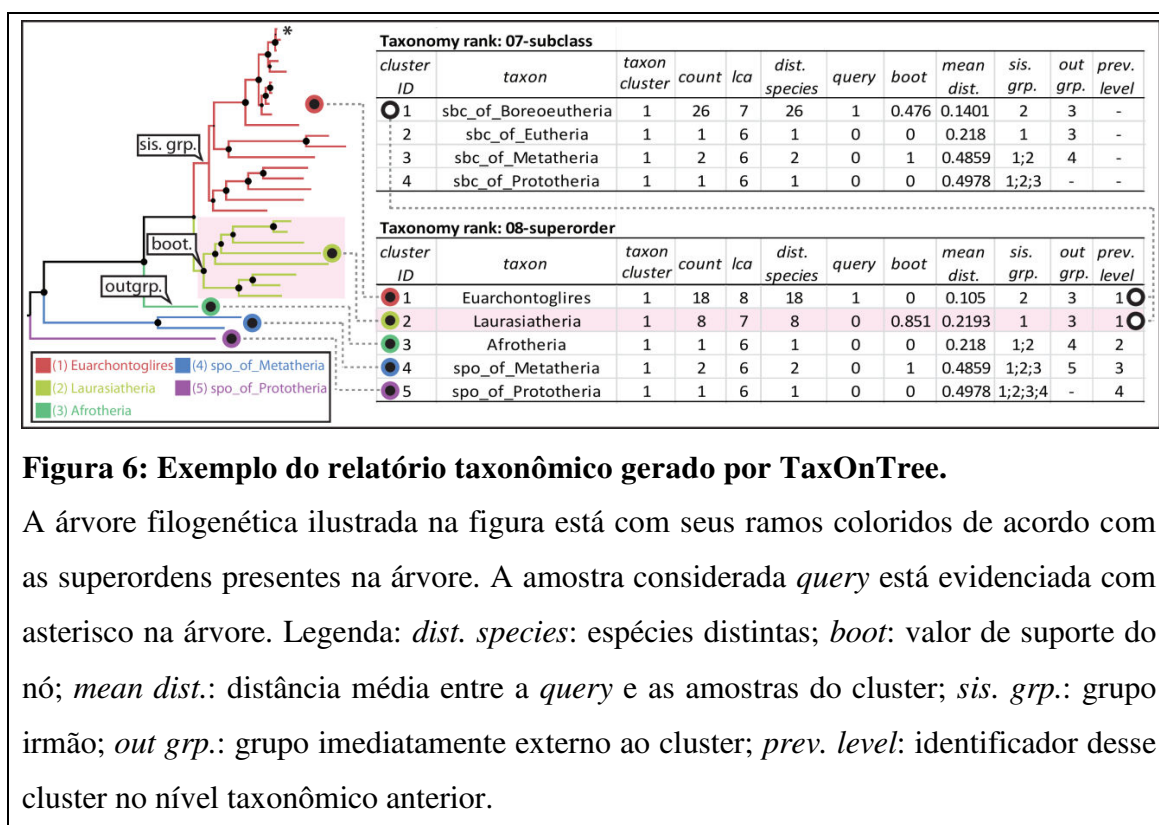 *
sis. grp.
boot.
outgrp.
(1) Euarchontoglires (4) spo_of_Metatheria
(2) Laurasiatheria (5) spo_of_Prototheria
(3) Afrotheria
Taxonomy rank: 07-subclass
cluster ID taxon taxon cluster count lca dist. species query boot mean dist. sis. grp. out grp. prev. level
1 sbc_of_Boreoeutheria 1 26 7 26 1 0.476 0.1401 2 3 -
2 sbc_of_Eutheria 1 1 6 1 0 0 0.218 1 3 -
3 sbc_of_Metatheria 1 2 6 2 0 1 0.4859 1;2 4 -
4 sbc_of_Prototheria 1 1 6 1 0 0 0.4978 1;2;3 - -
Taxonomy rank: 08-superorder
cluster ID taxon taxon cluster count lca dist. species query boot mean dist. sis. grp. out grp. prev. level
1 Euarchontoglires 1 18 8 18 1 0 0.105 2 3 1
2 Laurasiatheria 1 8 7 8 0 0.851 0.2193 1 3 1
3 Afrotheria 1 1 6 1 0 0 0.218 1;2 4 2
4 spo_of_Metatheria 1 2 6 2 0 1 0.4859 1;2;3 5 3
5 spo_of_Prototheria 1 1 6 1 0 0 0.4978 1;2;3;4 - 4
Figura 6: Exemplo do relatório taxonômico gerado por TaxOnTree.
A árvore filogenética ilustrada na figura está com seus ramos coloridos de acordo com
as superordens presentes na árvore. A amostra considerada query está evidenciada com
asterisco na árvore. Legenda: dist. species: espécies distintas; boot: valor de suporte do
nó; mean dist.: distância média entre a query e as amostras do cluster; sis. grp.: grupo
irmão; out grp.: grupo imediatamente externo ao cluster; prev. level: identificador desse
cluster no nível taxonômico anterior.